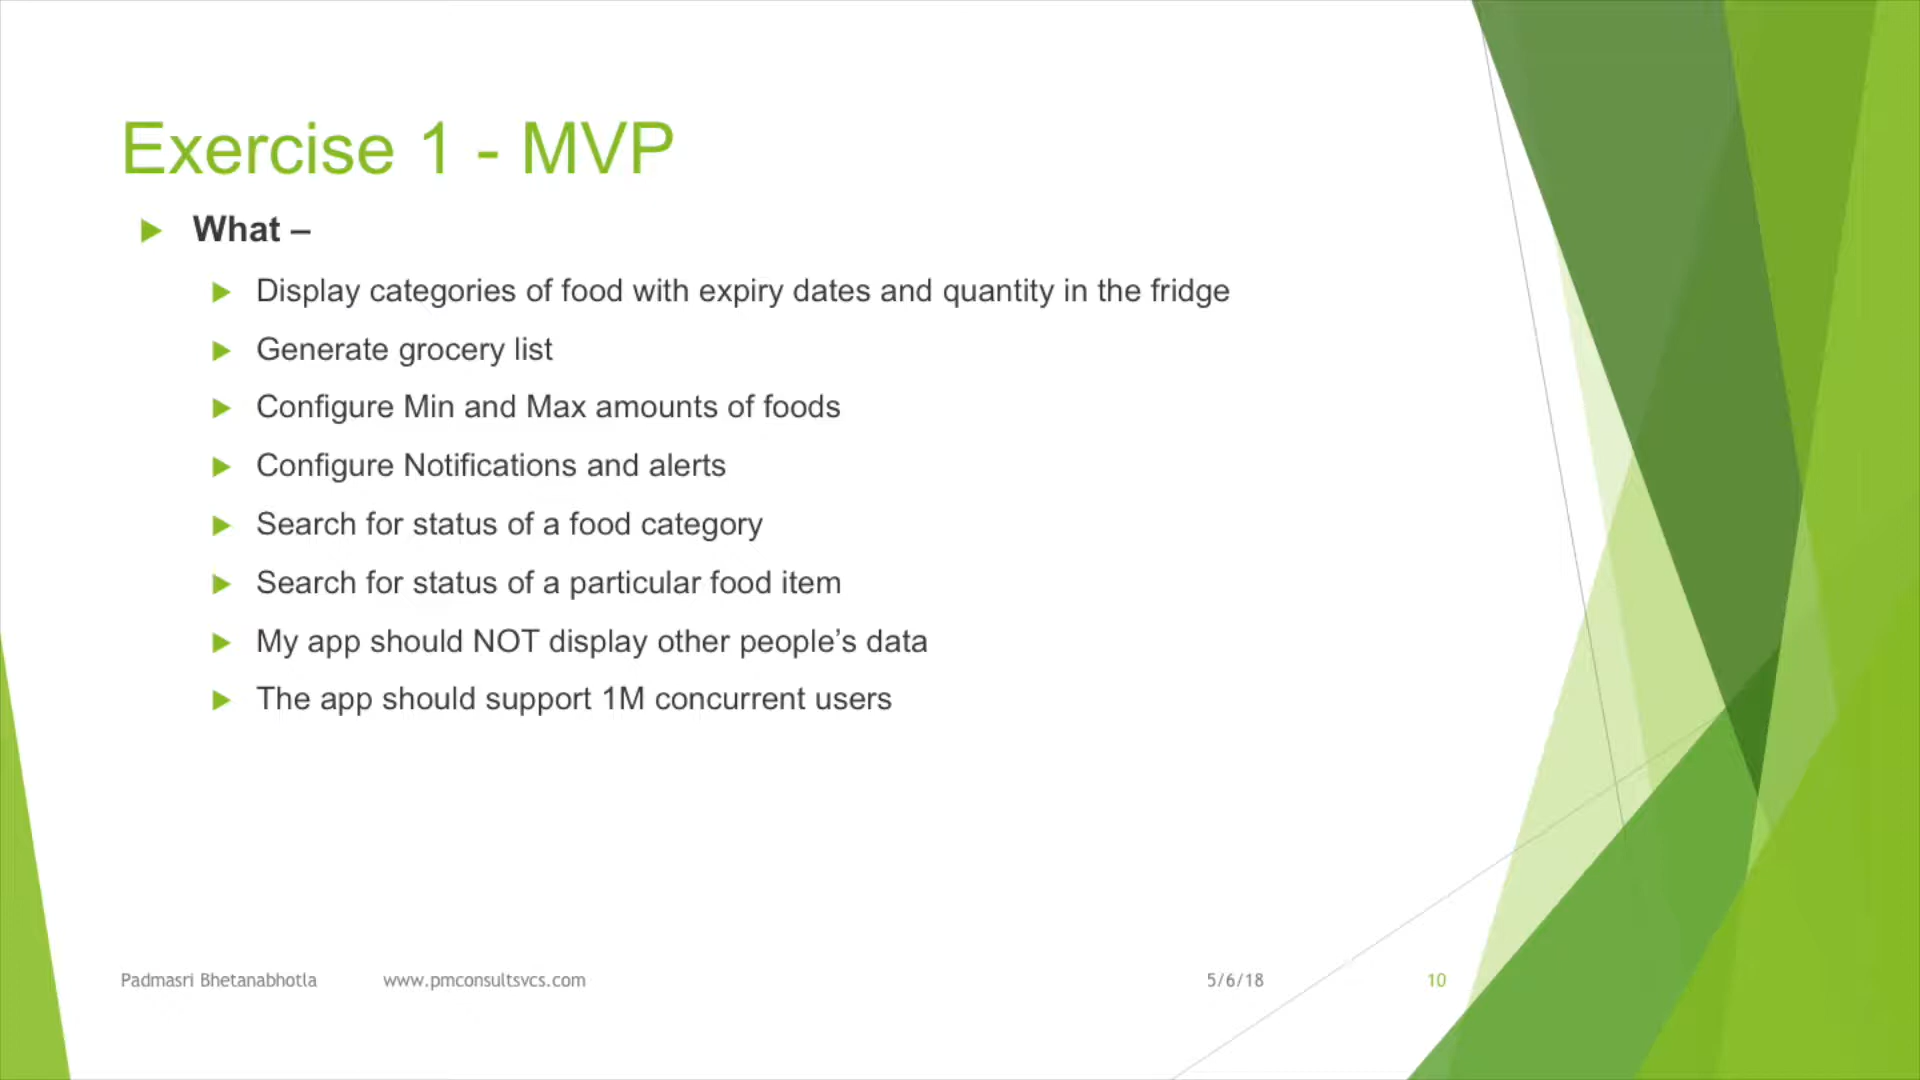 Exercise 1 - MVP
What –
Display categories of food with expiry dates and quantity in the fridge
Generate grocery list
Configure Min and Max amounts of foods
Configure Notifications and alerts
Search for status of a food category
Search for status of a particular food item
My app should NOT display other people’s data
The app should support 1M concurrent users
Padmasri Bhetanabhotla www.pmconsultsvcs.com 5/6/18 10